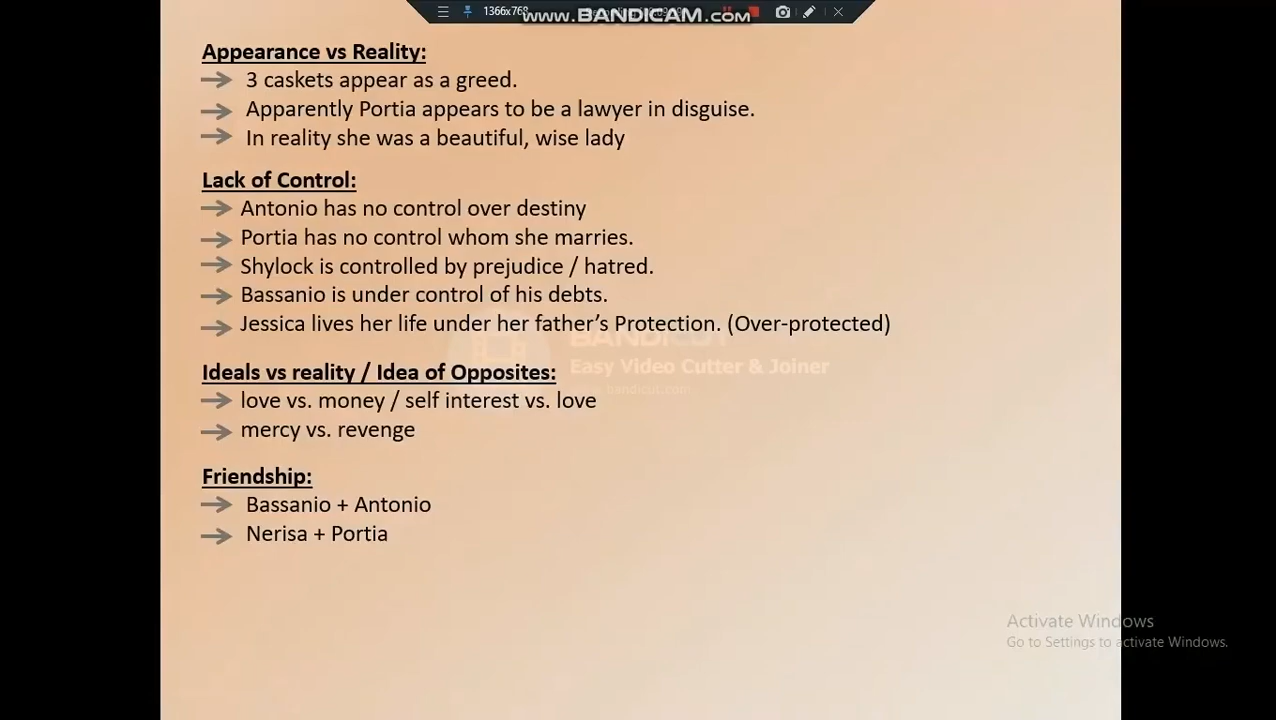 1366x768
www.BANDICAM.com
Appearance vs Reality:
3 caskets appear as a greed.
Apparently Portia appears to be a lawyer in disguise.
In reality she was a beautiful, wise lady
Lack of Control:
Antonio has no control over destiny
Portia has no control whom she marries.
Shylock is controlled by prejudice / hatred.
Bassanio is under control of his debts.
Jessica lives her life under her father's Protection. (Over-protected)
BANDICUT
Easy Video Cutter & Joiner
www.bandicut.com
Ideals vs reality / Idea of Opposites:
love vs. money / self interest vs. love
mercy vs. revenge
Friendship:
Bassanio + Antonio
Nerisa + Portia
Activate Windows
Go to Settings to activate Windows.